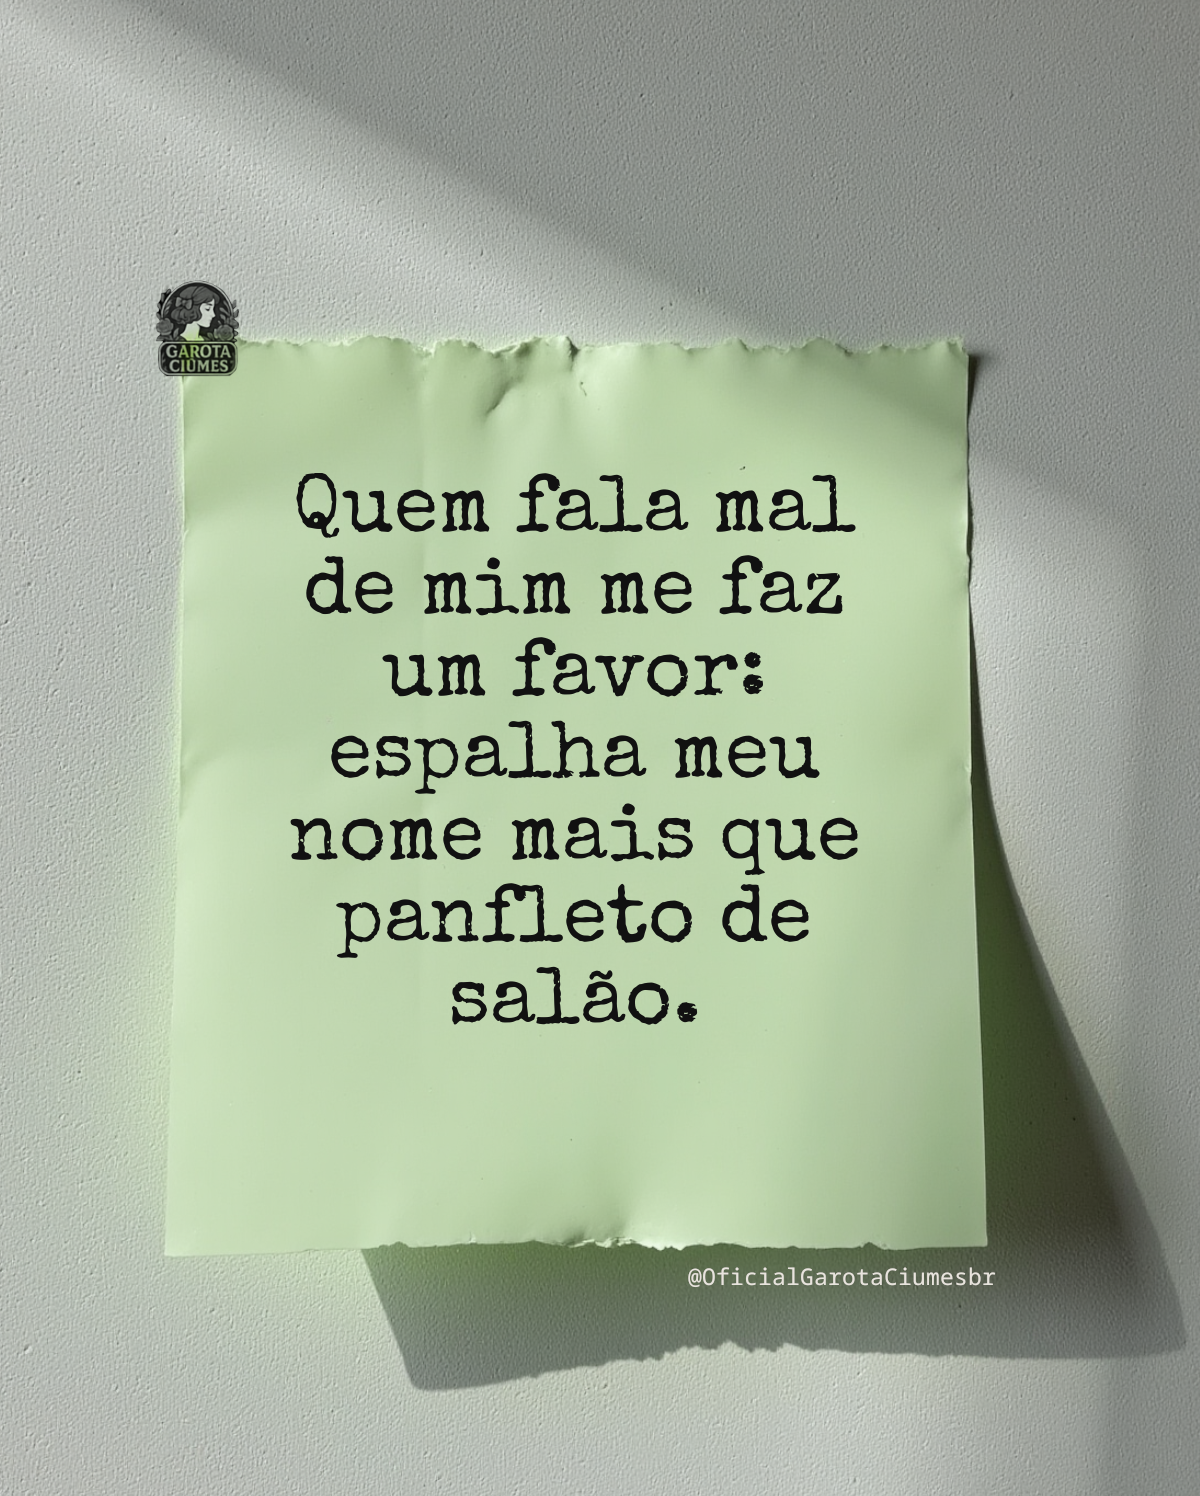 GAROTA
CIÚMES
Quem fala mal
de mim me faz
um favor:
espalha meu
nome mais que
panfleto de
salão.
@OficialGarotaCiumesbr